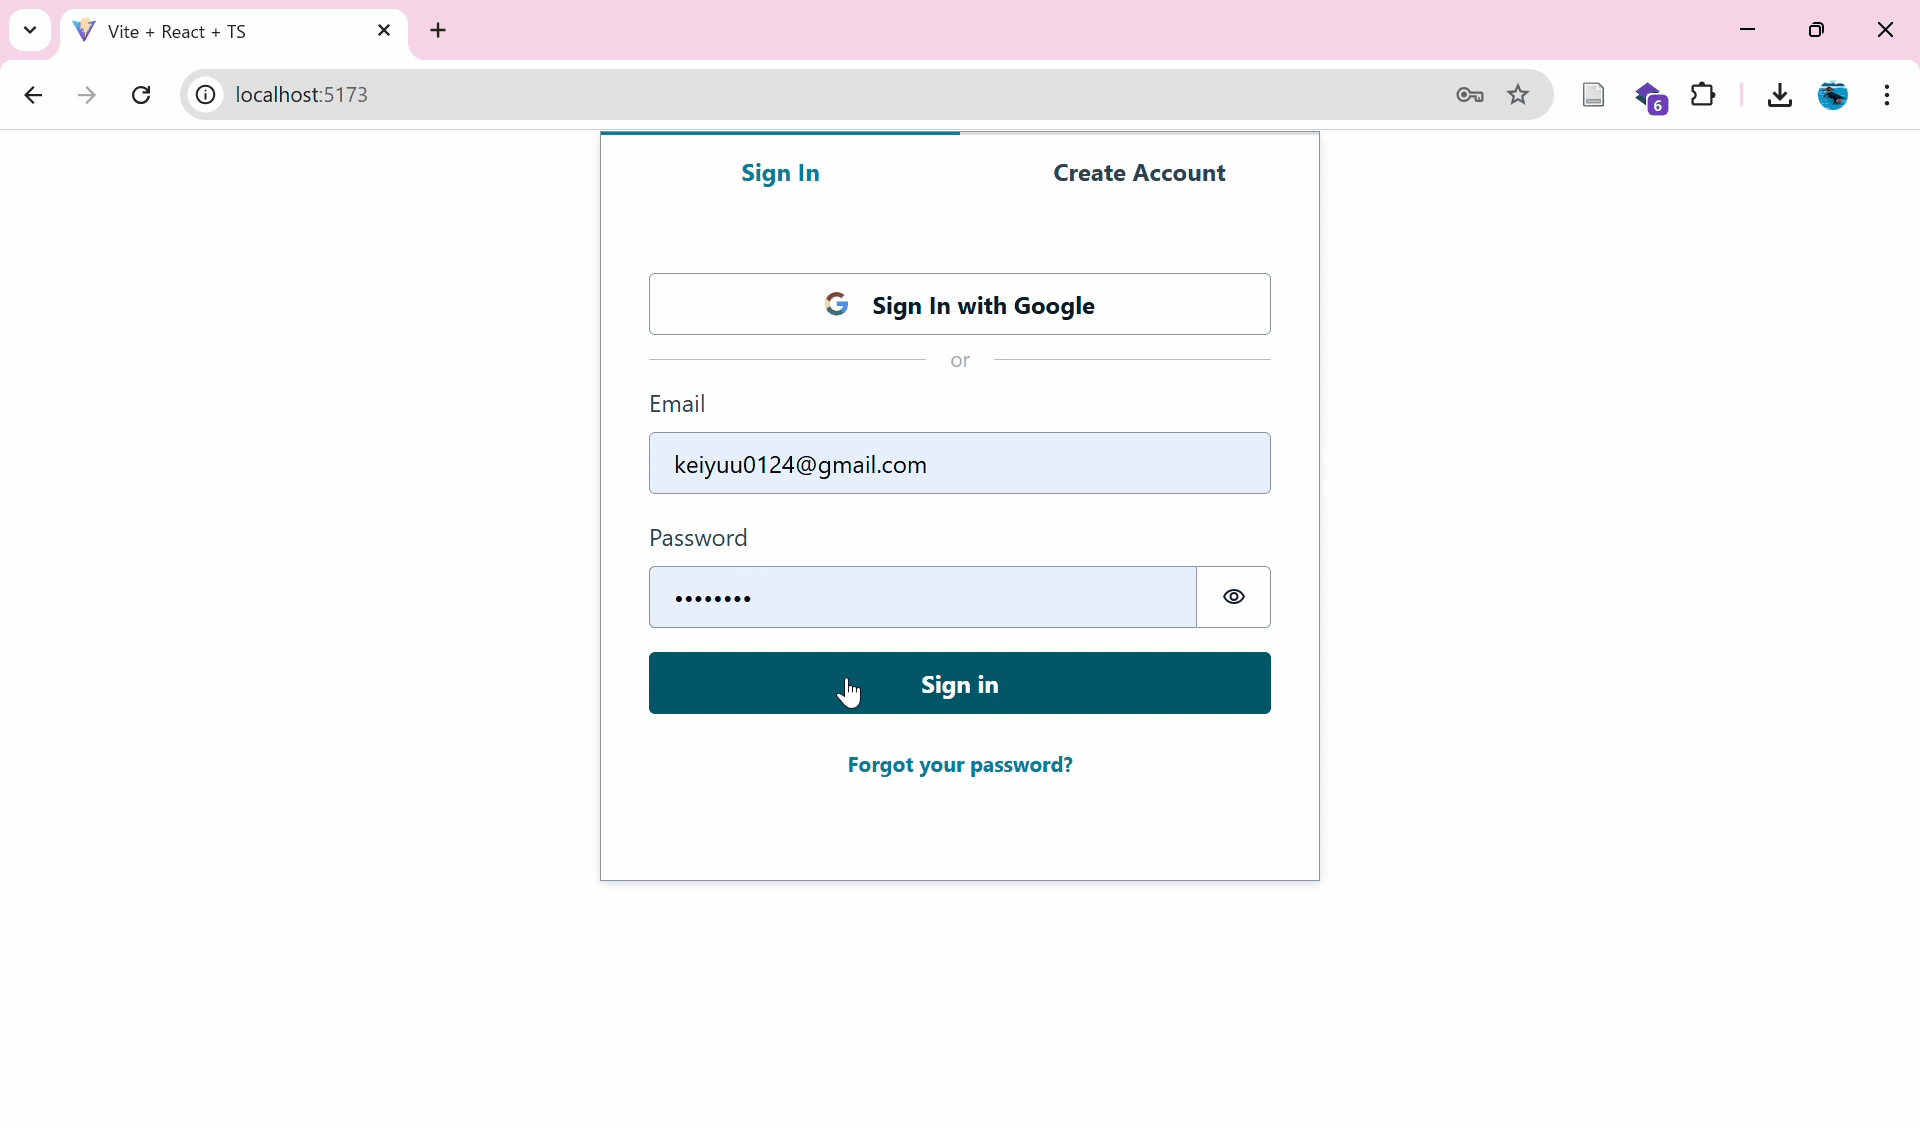 Vite + React + TS
localhost:5173
6
Sign In
Create Account
Sign In with Google
or
Email
keiyuu0124@gmail.com
Password
••••••••
Sign in
Forgot your password?